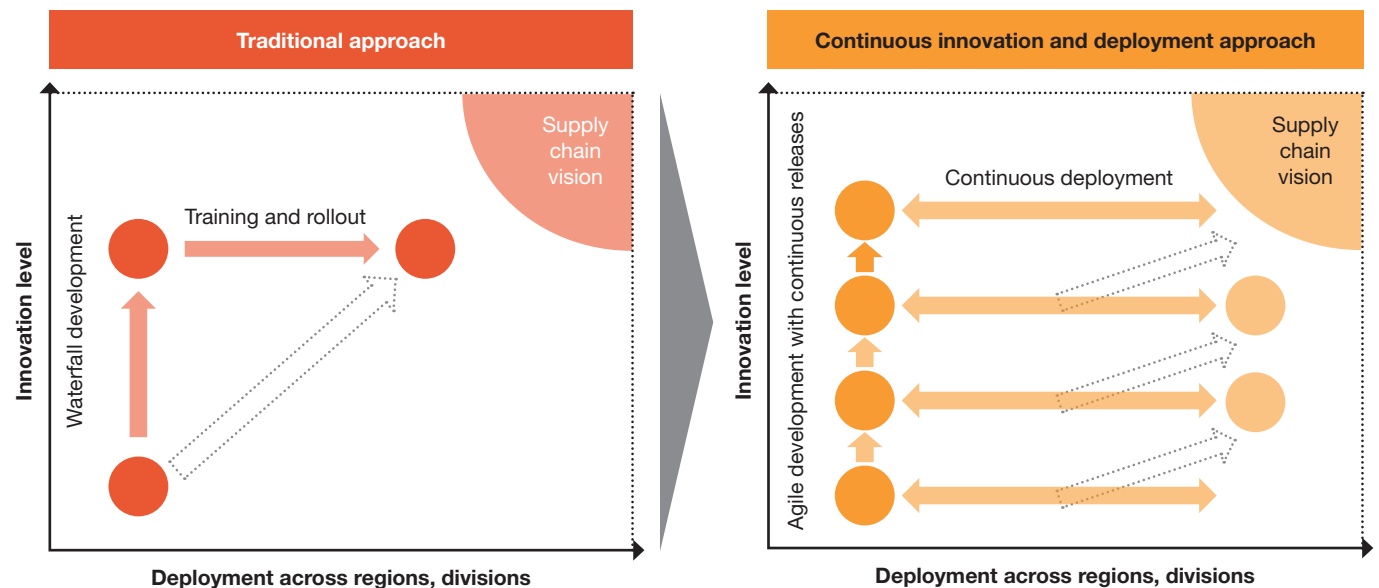 Traditional approach
Supply
chain
vision
Training and rollout
Waterfall development
Innovation level
Deployment across regions, divisions
Continuous innovation and deployment approach
Supply
chain
vision
Continuous deployment
Agile development with continuous releases
Innovation level
Deployment across regions, divisions